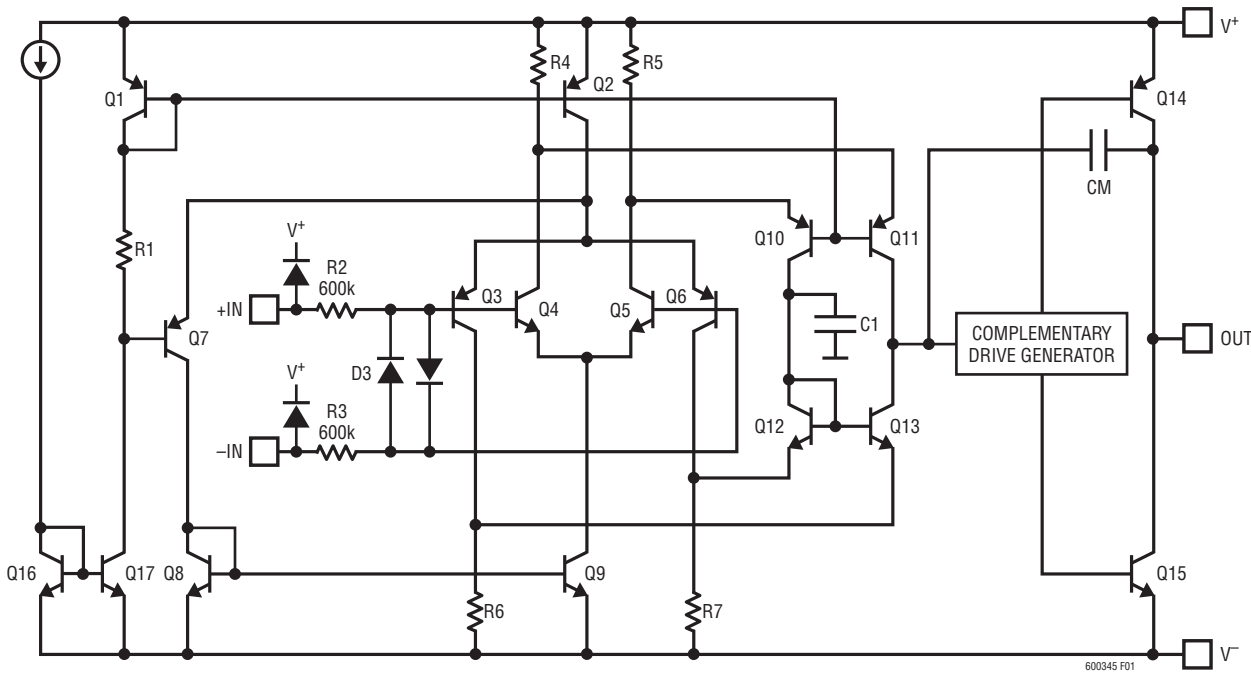 V+
R4
Q2
R5
Q1
Q14
CM
V+
R1
R2
600k
Q10
Q11
+IN
Q3
Q4
Q5
Q6
Q7
C1
COMPLEMENTARY
DRIVE GENERATOR
OUT
D3
V+
R3
600k
–IN
Q12
Q13
Q16
Q17
Q8
Q9
Q15
R6
R7
V–
600345 F01